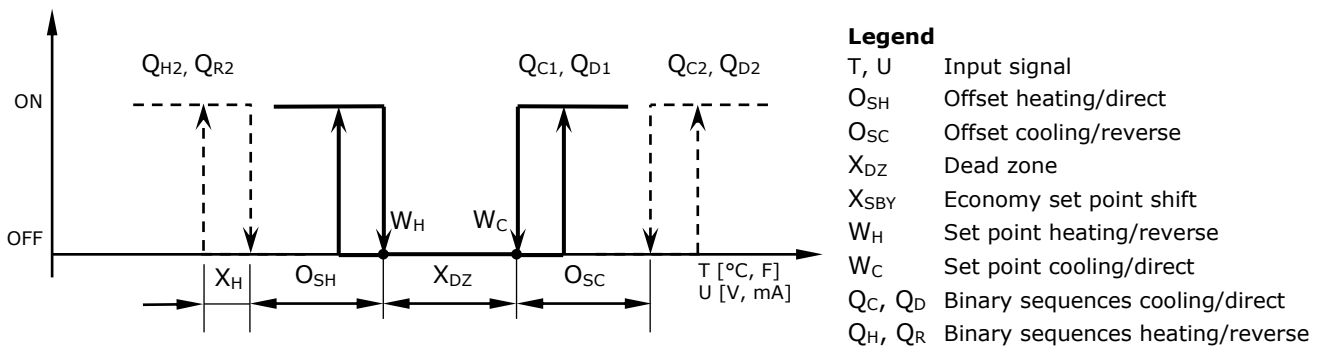 QH2, QR2
QC1, QD1
QC2, QD2
ON
WH
WC
OFF
XH
OSH
XDZ
OSC
T [°C, F]
U [V, mA]
Legend
T, U Input signal
OSH Offset heating/direct
OSC Offset cooling/reverse
XDZ Dead zone
XSBY Economy set point shift
WH Set point heating/reverse
WC Set point cooling/direct
QC, QD Binary sequences cooling/direct
QH, QR Binary sequences heating/reverse